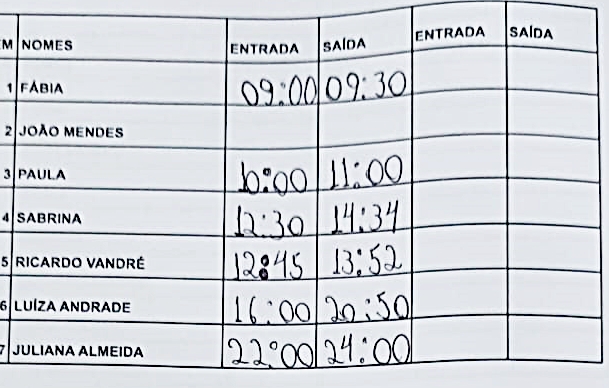 M NOMES ENTRADA SAÍDA ENTRADA SAÍDA
1 FÁBIA 09:00 09:30
2 JOÃO MENDES
3 PAULA 10:00 11:00
4 SABRINA 12:30 14:34
5 RICARDO VANDRÉ 12:45 13:52
6 LUÍZA ANDRADE 16:00 20:50
7 JULIANA ALMEIDA 22:00 24:00